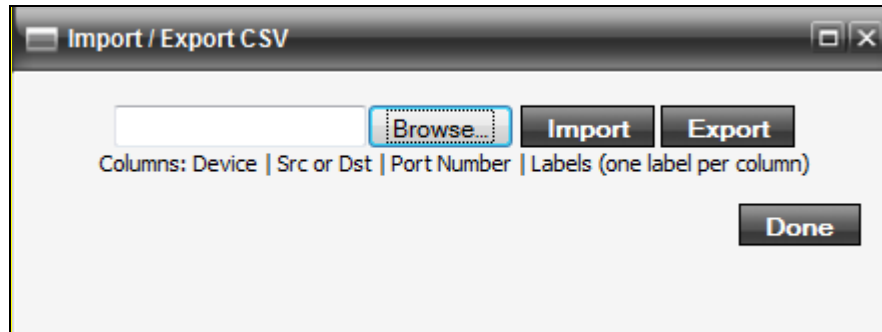 Import / Export CSV
Browse... Import Export
Columns: Device | Src or Dst | Port Number | Labels (one label per column)
Done